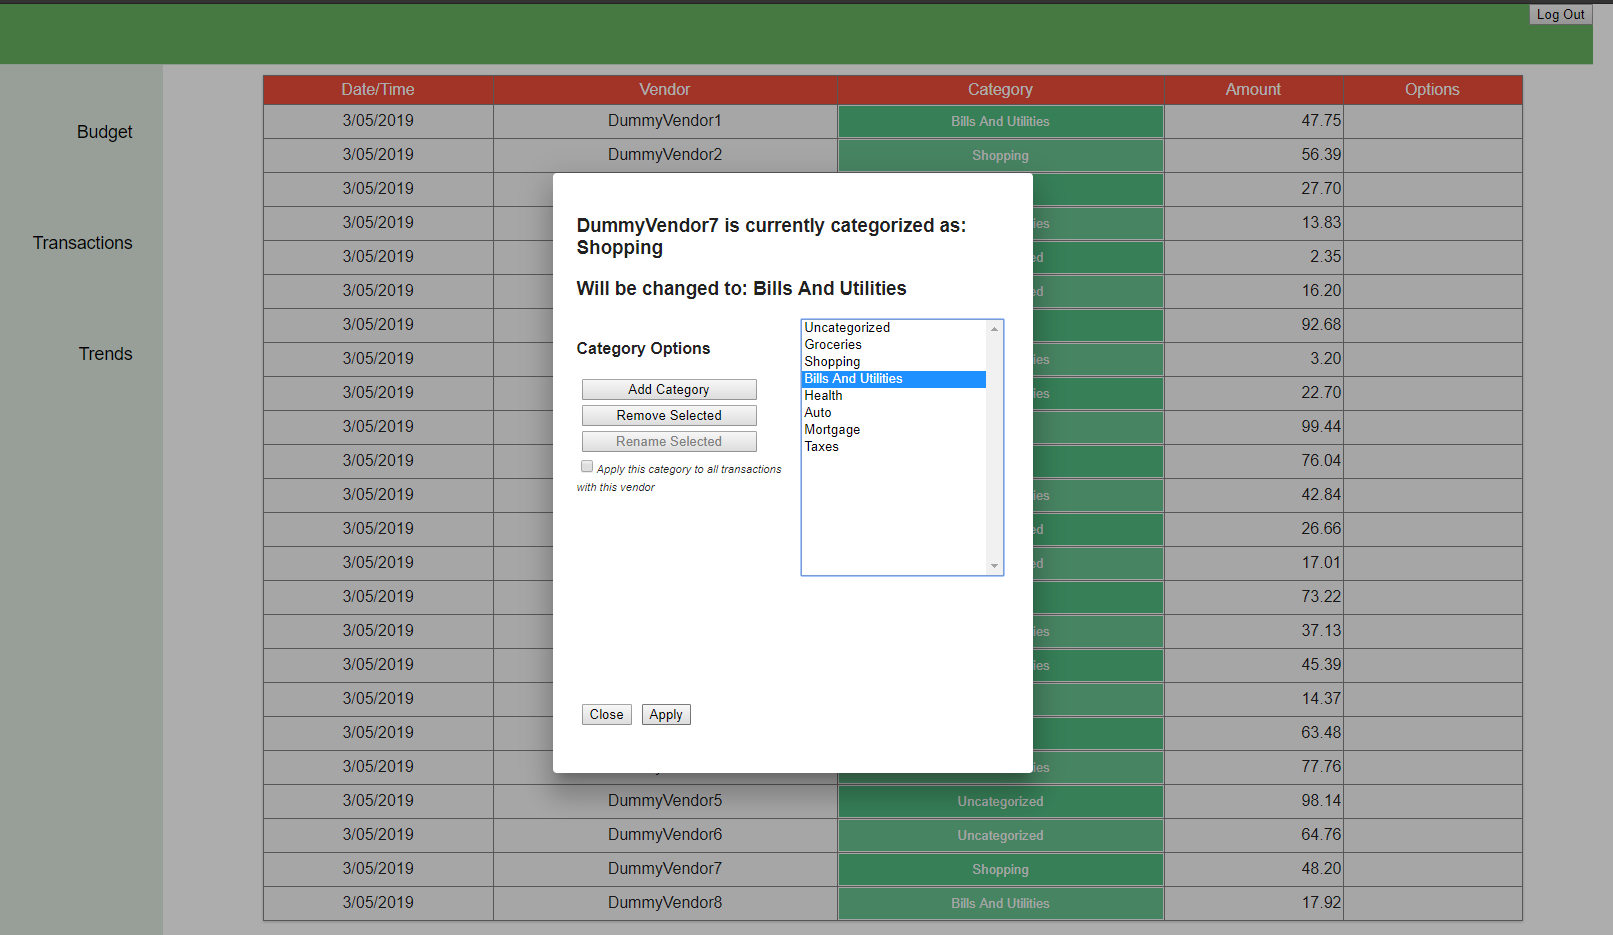 Log Out
Budget
Transactions
Trends
Date/Time Vendor Category Amount Options
3/05/2019 DummyVendor1 Bills And Utilities 47.75
3/05/2019 DummyVendor2 Shopping 56.39
3/05/2019 27.70
3/05/2019 ies 13.83
3/05/2019 ed 2.35
3/05/2019 ed 16.20
3/05/2019 92.68
3/05/2019 ies 3.20
3/05/2019 ies 22.70
3/05/2019 99.44
3/05/2019 76.04
3/05/2019 ies 42.84
3/05/2019 ed 26.66
3/05/2019 ed 17.01
3/05/2019 73.22
3/05/2019 ies 37.13
3/05/2019 ies 45.39
3/05/2019 14.37
3/05/2019 63.48
3/05/2019 ies 77.76
3/05/2019 DummyVendor5 Uncategorized 98.14
3/05/2019 DummyVendor6 Uncategorized 64.76
3/05/2019 DummyVendor7 Shopping 48.20
3/05/2019 DummyVendor8 Bills And Utilities 17.92
DummyVendor7 is currently categorized as:
Shopping
Will be changed to: Bills And Utilities
Category Options
Add Category
Remove Selected
Rename Selected
Apply this category to all transactions
with this vendor
Uncategorized
Groceries
Shopping
Bills And Utilities
Health
Auto
Mortgage
Taxes
Close Apply